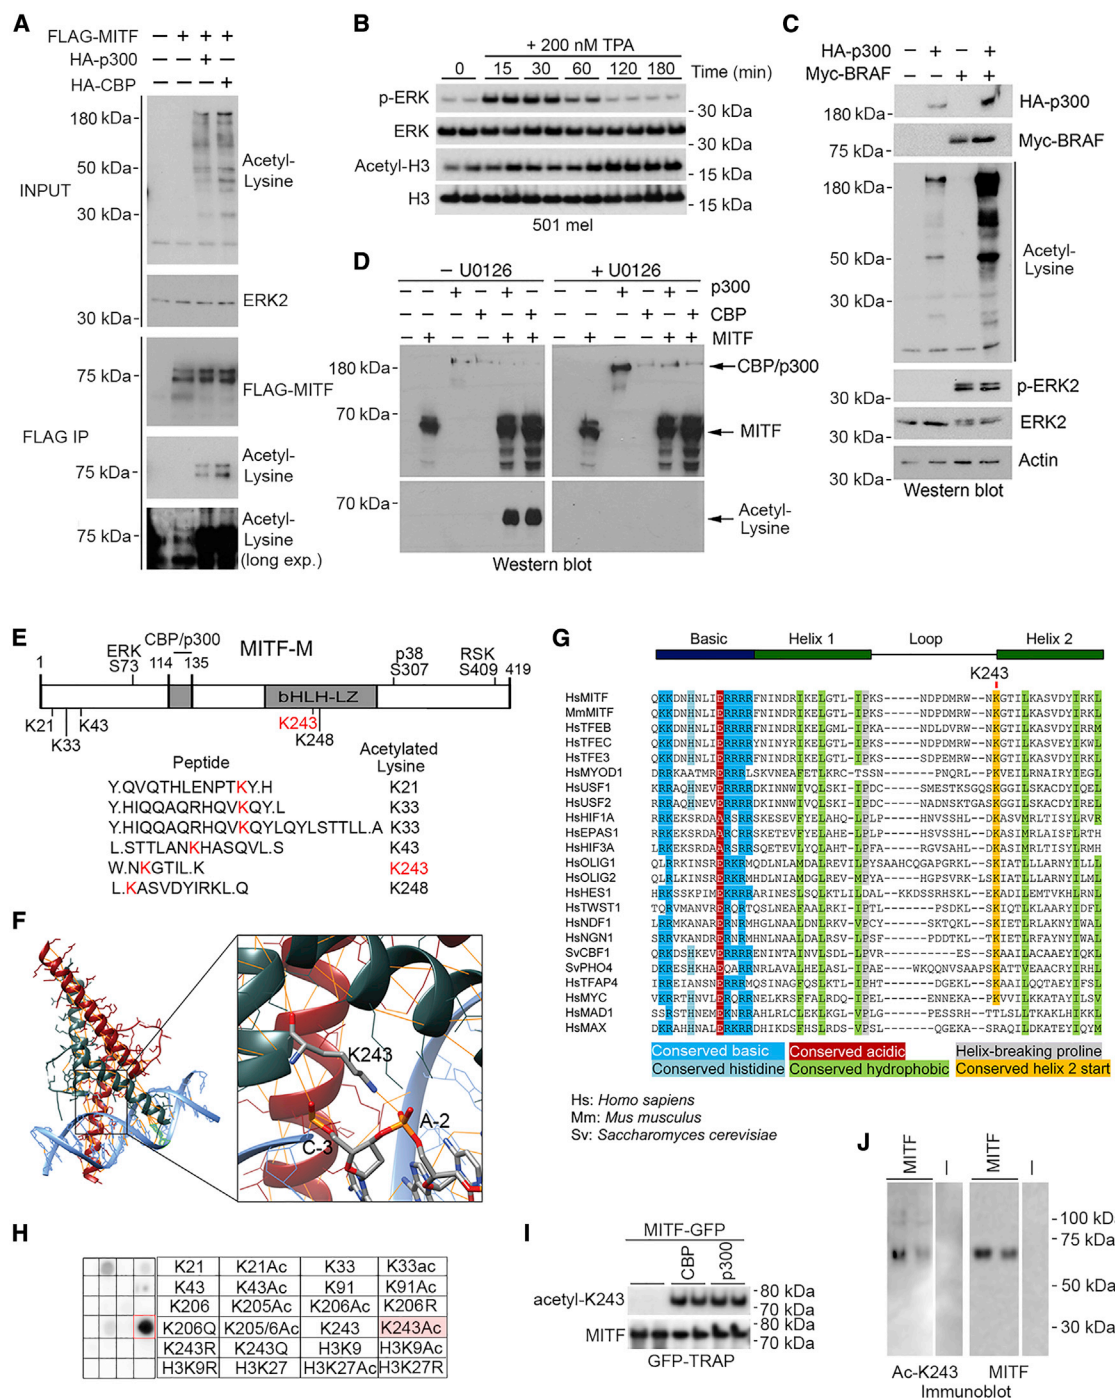 A
FLAG-MITF − + + +
HA-p300 − − + −
HA-CBP − − − +
180 kDa
50 kDa
30 kDa
INPUT
Acetyl-
Lysine
30 kDa
ERK2
75 kDa
FLAG-MITF
FLAG IP
75 kDa
Acetyl-
Lysine
75 kDa
Acetyl-
Lysine
(long exp.)
B
+ 200 nM TPA
0 15 30 60 120 180 Time (min)
p-ERK
- 30 kDa
ERK
- 30 kDa
Acetyl-H3
- 15 kDa
H3
- 15 kDa
501 mel
C
HA-p300 − + − +
Myc-BRAF − − + +
HA-p300
75 kDa
Myc-BRAF
180 kDa
50 kDa
30 kDa
Acetyl-
Lysine
30 kDa
p-ERK2
30 kDa
ERK2
30 kDa
Actin
Western blot
D
− U0126 + U0126
− − + − + − − − + − + − p300
− − − + − + − − − + − + CBP
− + − − + + − + − − + + MITF
180 kDa
CBP/p300
70 kDa
MITF
70 kDa
Acetyl-
Lysine
Western blot
E
MITF-M
CBP/p300
1 ERK S73 114 135 p38 S307 RSK S409 419
bHLH-LZ
K21 K33 K43 K243 K248
Peptide Acetylated Lysine
Y.QVQTHLENPTKY.H K21
Y.HIQQAQRHQVKQY.L K33
Y.HIQQAQRHQVKQYLQYLSTTLL.A K33
L.STTLANKHASQVL.S K43
W.NKGTIL.K K243
L.KASVDYIRKL.Q K248
F
K243
A-2
C-3
G
Basic Helix 1 Loop Helix 2
K243
HsMITF
MmMITF
HsTFEB
HsTFEC
HsTFE3
HsMYOD1
HsUSF1
HsUSF2
HsHIF1A
HsEPAS1
HsHIF3A
HsOLIG1
HsOLIG2
HsHES1
HsTWST1
HsNDF1
HsNGN1
SvCBF1
SvPHO4
HsTFAP4
HsMYC
HsMAD1
HsMAX
Conserved basic Conserved acidic Helix-breaking proline
Conserved histidine Conserved hydrophobic Conserved helix 2 start
Hs: Homo sapiens
Mm: Mus musculus
Sv: Saccharomyces cerevisiae
H
K21 K21Ac K33 K33ac
K43 K43Ac K91 K91Ac
K206 K205Ac K206Ac K206R
K206Q K205/6Ac K243 K243Ac
K243R K243Q H3K9 H3K9Ac
H3K9R H3K27 H3K27Ac H3K27R
I
MITF-GFP
CBP p300
acetyl-K243
80 kDa
70 kDa
MITF
80 kDa
70 kDa
GFP-TRAP
J
MITF − MITF −
- 100 kDa
- 75 kDa
- 50 kDa
- 30 kDa
Ac-K243 MITF
Immunoblot